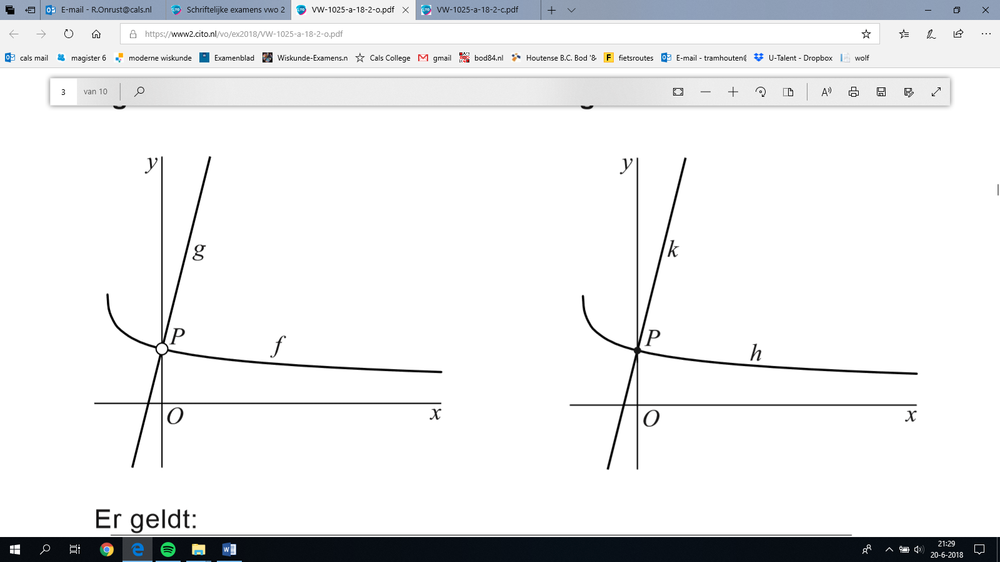 E-mail - R.Onrust@cals.nl
Schriftelijke examens vwo 2
VW-1025-a-18-2-o.pdf
VW-1025-a-18-2-c.pdf
https://www2.cito.nl/vo/ex2018/VW-1025-a-18-2-o.pdf
cals mail
magister 6
moderne wiskunde
Examenblad
Wiskunde-Examens.n
Cals College
gmail
bod84.nl
Houtense B.C. Bod '84
fietsroutes
E-mail - tramhouten@
U-Talent - Dropbox
wolf
3 van 10
y
g
P
f
O
x
y
k
P
h
O
x
Er geldt:
21:29
20-6-2018